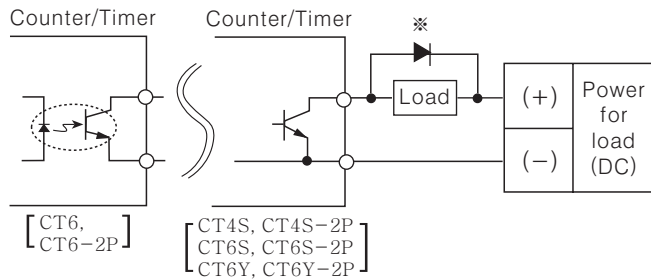 Counter/Timer
Counter/Timer
※
Load
(+)
(−)
Power
for
load
(DC)
[CT6,
CT6-2P]
[CT4S, CT4S-2P
CT6S, CT6S-2P
CT6Y, CT6Y-2P]